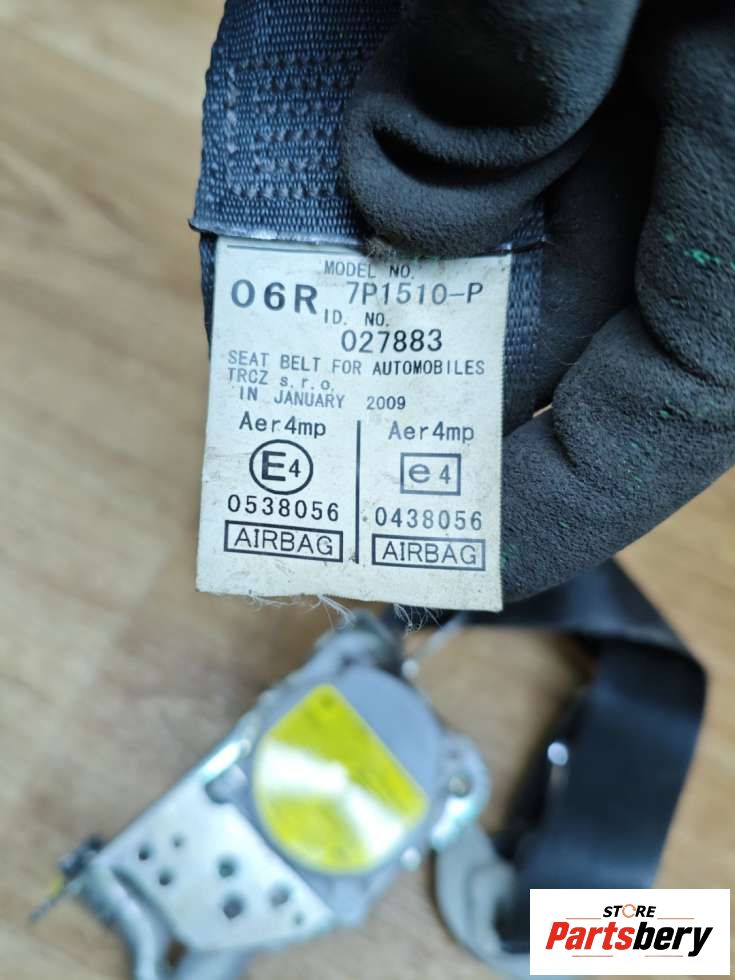 MODEL NO.
06R 7P1510-P
ID. NO.
027883
SEAT BELT FOR AUTOMOBILES
TRCZ s.r.o.
IN JANUARY 2009
Aer4mp
E4
0538056
AIRBAG
Aer4mp
e4
0438056
AIRBAG
STORE
Partsbery